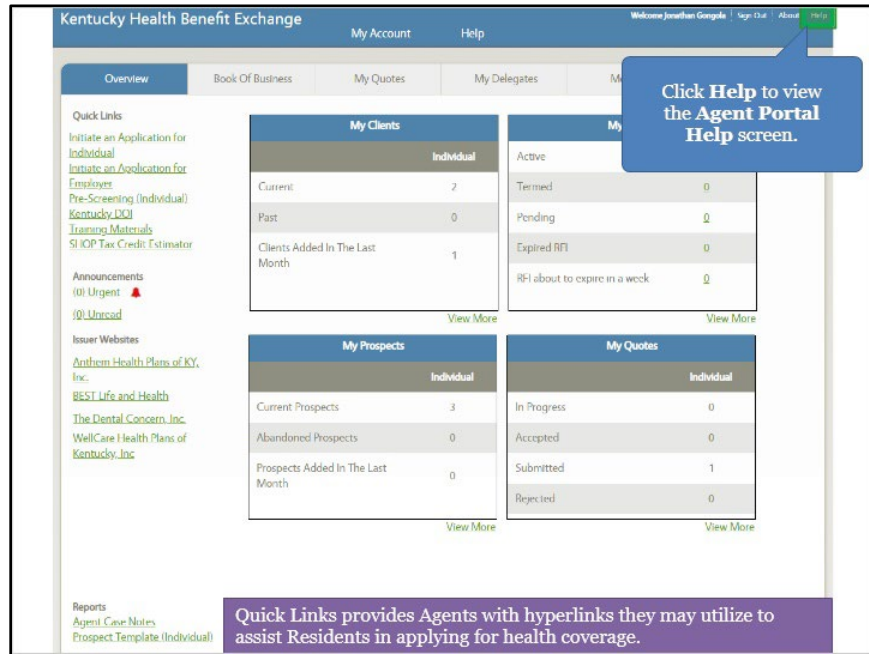 Kentucky Health Benefit Exchange
Welcome Jonathan Gongola Sign Out About Help
My Account Help
Overview Book Of Business My Quotes My Delegates
Click Help to view
the Agent Portal
Help screen.
Quick Links
Initiate an Application for
Individual
Initiate an Application for
Employer
Pre-Screening (Individual)
Kentucky DOI
Training Materials
SHOP Tax Credit Estimator
Announcements
(0) Urgent
(0) Unread
Issuer Websites
Anthem Health Plans of KY,
Inc.
BEST Life and Health
The Dental Concern, Inc.
WellCare Health Plans of
Kentucky, Inc
My Clients
Individual
Current 2
Past 0
Clients Added In The Last
Month 1
View More
My
Active
Termed 0
Pending 0
Expired RFI 0
RFI about to expire in a week 0
View More
My Prospects
Individual
Current Prospects 3
Abandoned Prospects 0
Prospects Added In The Last
Month 0
View More
My Quotes
Individual
In Progress 0
Accepted 0
Submitted 1
Rejected 0
View More
Reports
Agent Case Notes
Prospect Template (Individual)
Quick Links provides Agents with hyperlinks they may utilize to
assist Residents in applying for health coverage.